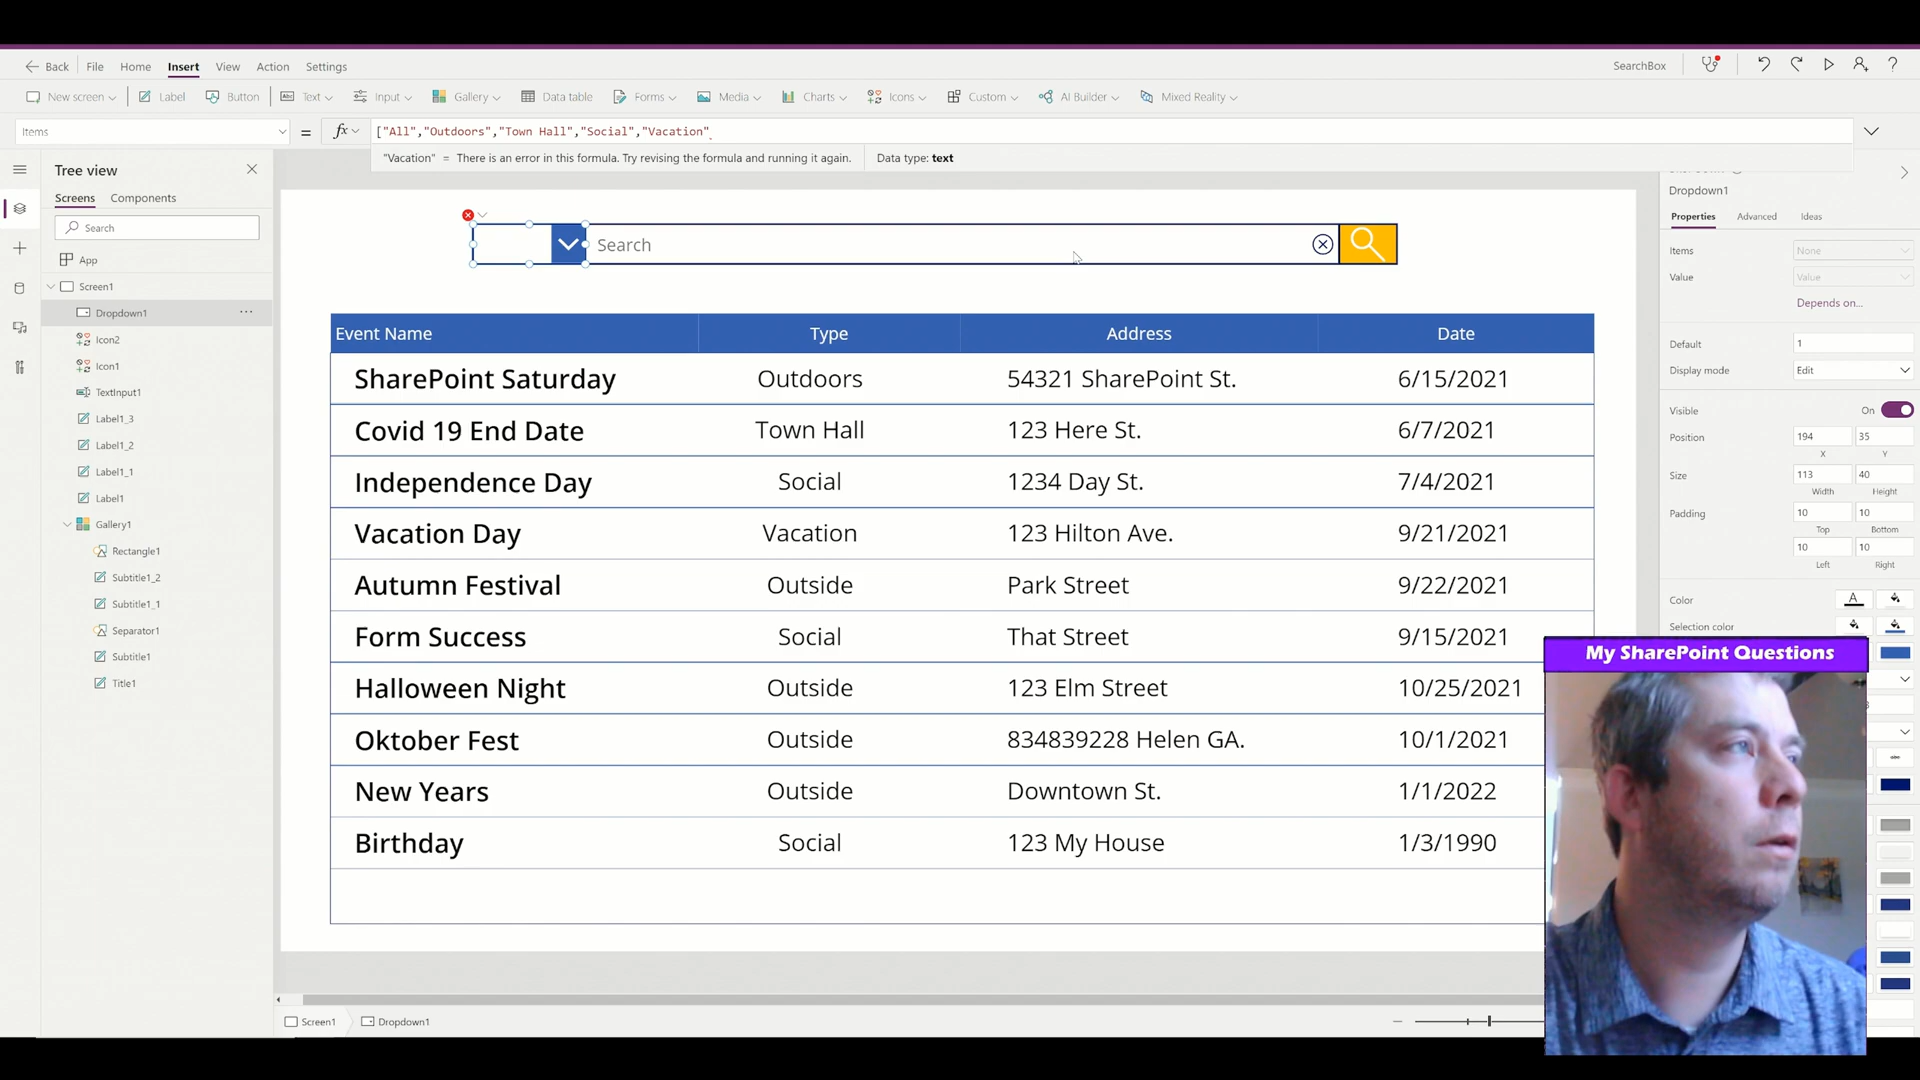 Back File Home Insert View Action Settings SearchBox
New screen Label Button Text Input Gallery Data table Forms Media Charts Icons Custom AI Builder Mixed Reality
Items = fx ["All","Outdoors","Town Hall","Social","Vacation"
"Vacation" = There is an error in this formula. Try revising the formula and running it again. Data type: text
Tree view
Screens Components
Search
App
Screen1
Dropdown1
Icon2
Icon1
TextInput1
Label1_3
Label1_2
Label1_1
Label1
Gallery1
Rectangle1
Subtitle1_2
Subtitle1_1
Separator1
Subtitle1
Title1
Search
Event Name Type Address Date
SharePoint Saturday Outdoors 54321 SharePoint St. 6/15/2021
Covid 19 End Date Town Hall 123 Here St. 6/7/2021
Independence Day Social 1234 Day St. 7/4/2021
Vacation Day Vacation 123 Hilton Ave. 9/21/2021
Autumn Festival Outside Park Street 9/22/2021
Form Success Social That Street 9/15/2021
Halloween Night Outside 123 Elm Street 10/25/2021
Oktober Fest Outside 834839228 Helen GA. 10/1/2021
New Years Outside Downtown St. 1/1/2022
Birthday Social 123 My House 1/3/1990
Dropdown1
Properties Advanced Ideas
Items None
Value Value
Depends on...
Default 1
Display mode Edit
Visible On
Position 194 35
X Y
Size 113 40
Width Height
Padding 10 10
Top Bottom
10 10
Left Right
Color A
Selection color
My SharePoint Questions
Screen1 Dropdown1